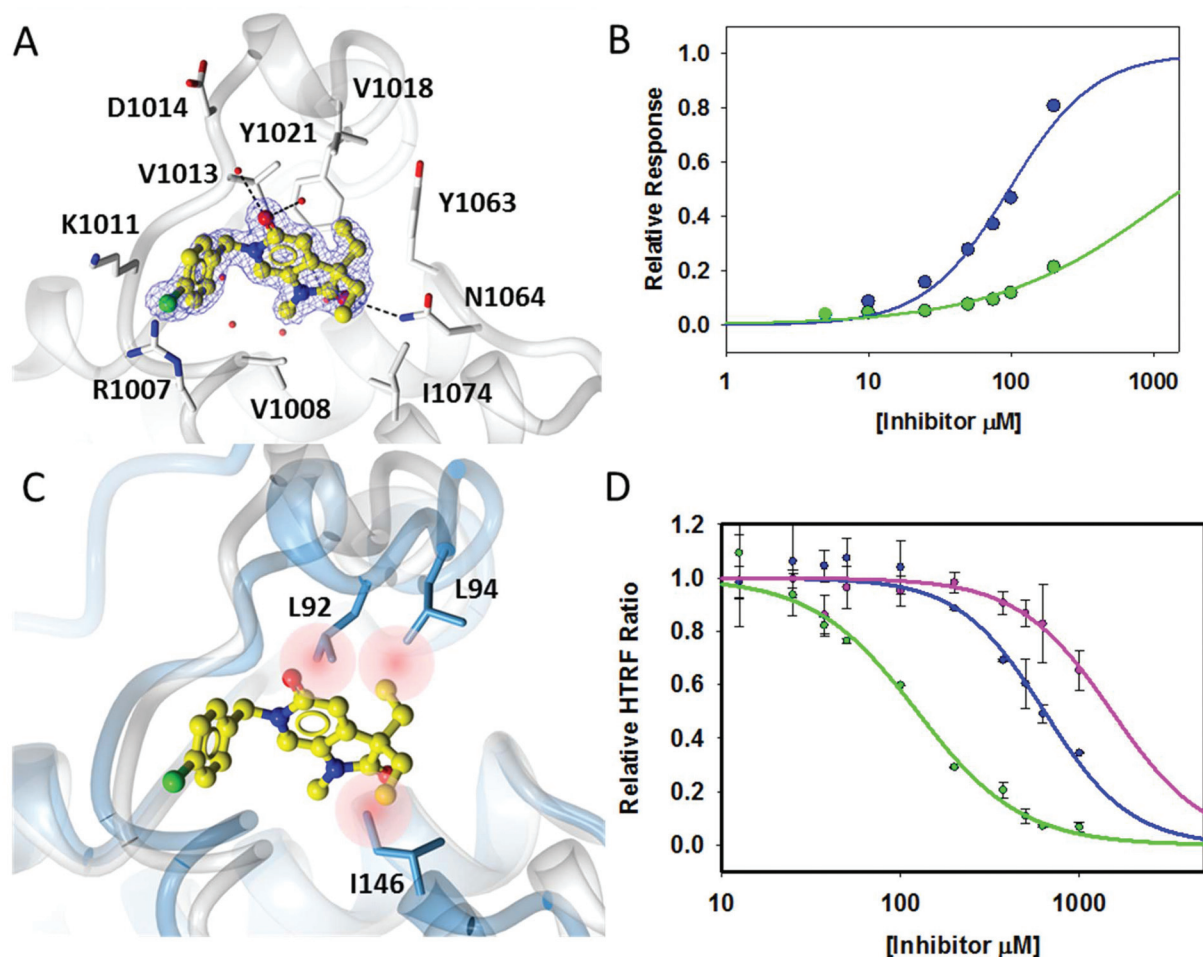 A
D1014
V1018
Y1021
V1013
Y1063
K1011
N1064
R1007
V1008
I1074
B
Relative Response
1.0
0.8
0.6
0.4
0.2
0.0
1 10 100 1000
[Inhibitor μM]
C
L92
L94
I146
D
Relative HTRF Ratio
1.2
1.0
0.8
0.6
0.4
0.2
0.0
10 100 1000
[Inhibitor μM]